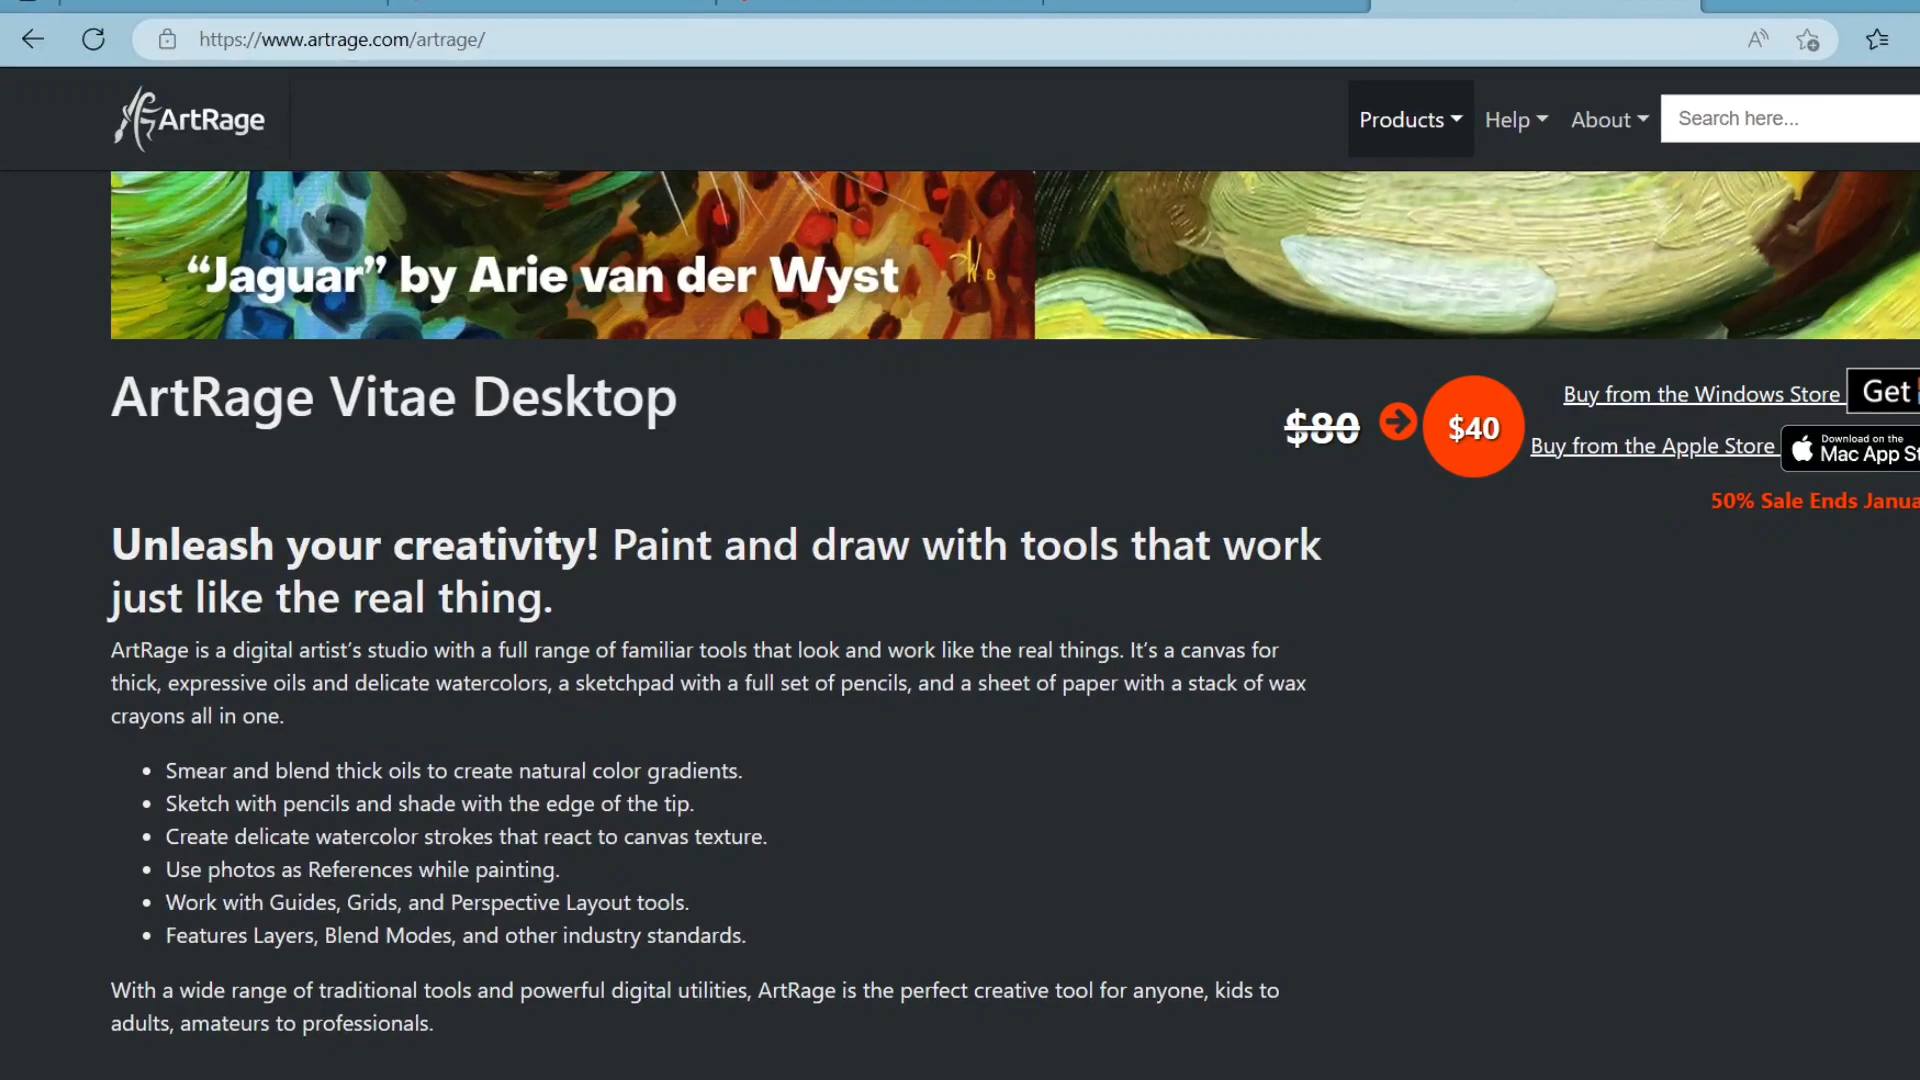 https://www.artrage.com/artrage/
ArtRage
Products
Help
About
Search here...
“Jaguar” by Arie van der Wyst
ArtRage Vitae Desktop
$80
$40
Buy from the Windows Store
Get
Buy from the Apple Store
Download on the
Mac App
50% Sale Ends
Unleash your creativity! Paint and draw with tools that work
just like the real thing.
ArtRage is a digital artist’s studio with a full range of familiar tools that look and work like the real things. It’s a canvas for
thick, expressive oils and delicate watercolors, a sketchpad with a full set of pencils, and a sheet of paper with a stack of wax
crayons all in one.
• Smear and blend thick oils to create natural color gradients.
• Sketch with pencils and shade with the edge of the tip.
• Create delicate watercolor strokes that react to canvas texture.
• Use photos as References while painting.
• Work with Guides, Grids, and Perspective Layout tools.
• Features Layers, Blend Modes, and other industry standards.
With a wide range of traditional tools and powerful digital utilities, ArtRage is the perfect creative tool for anyone, kids to
adults, amateurs to professionals.